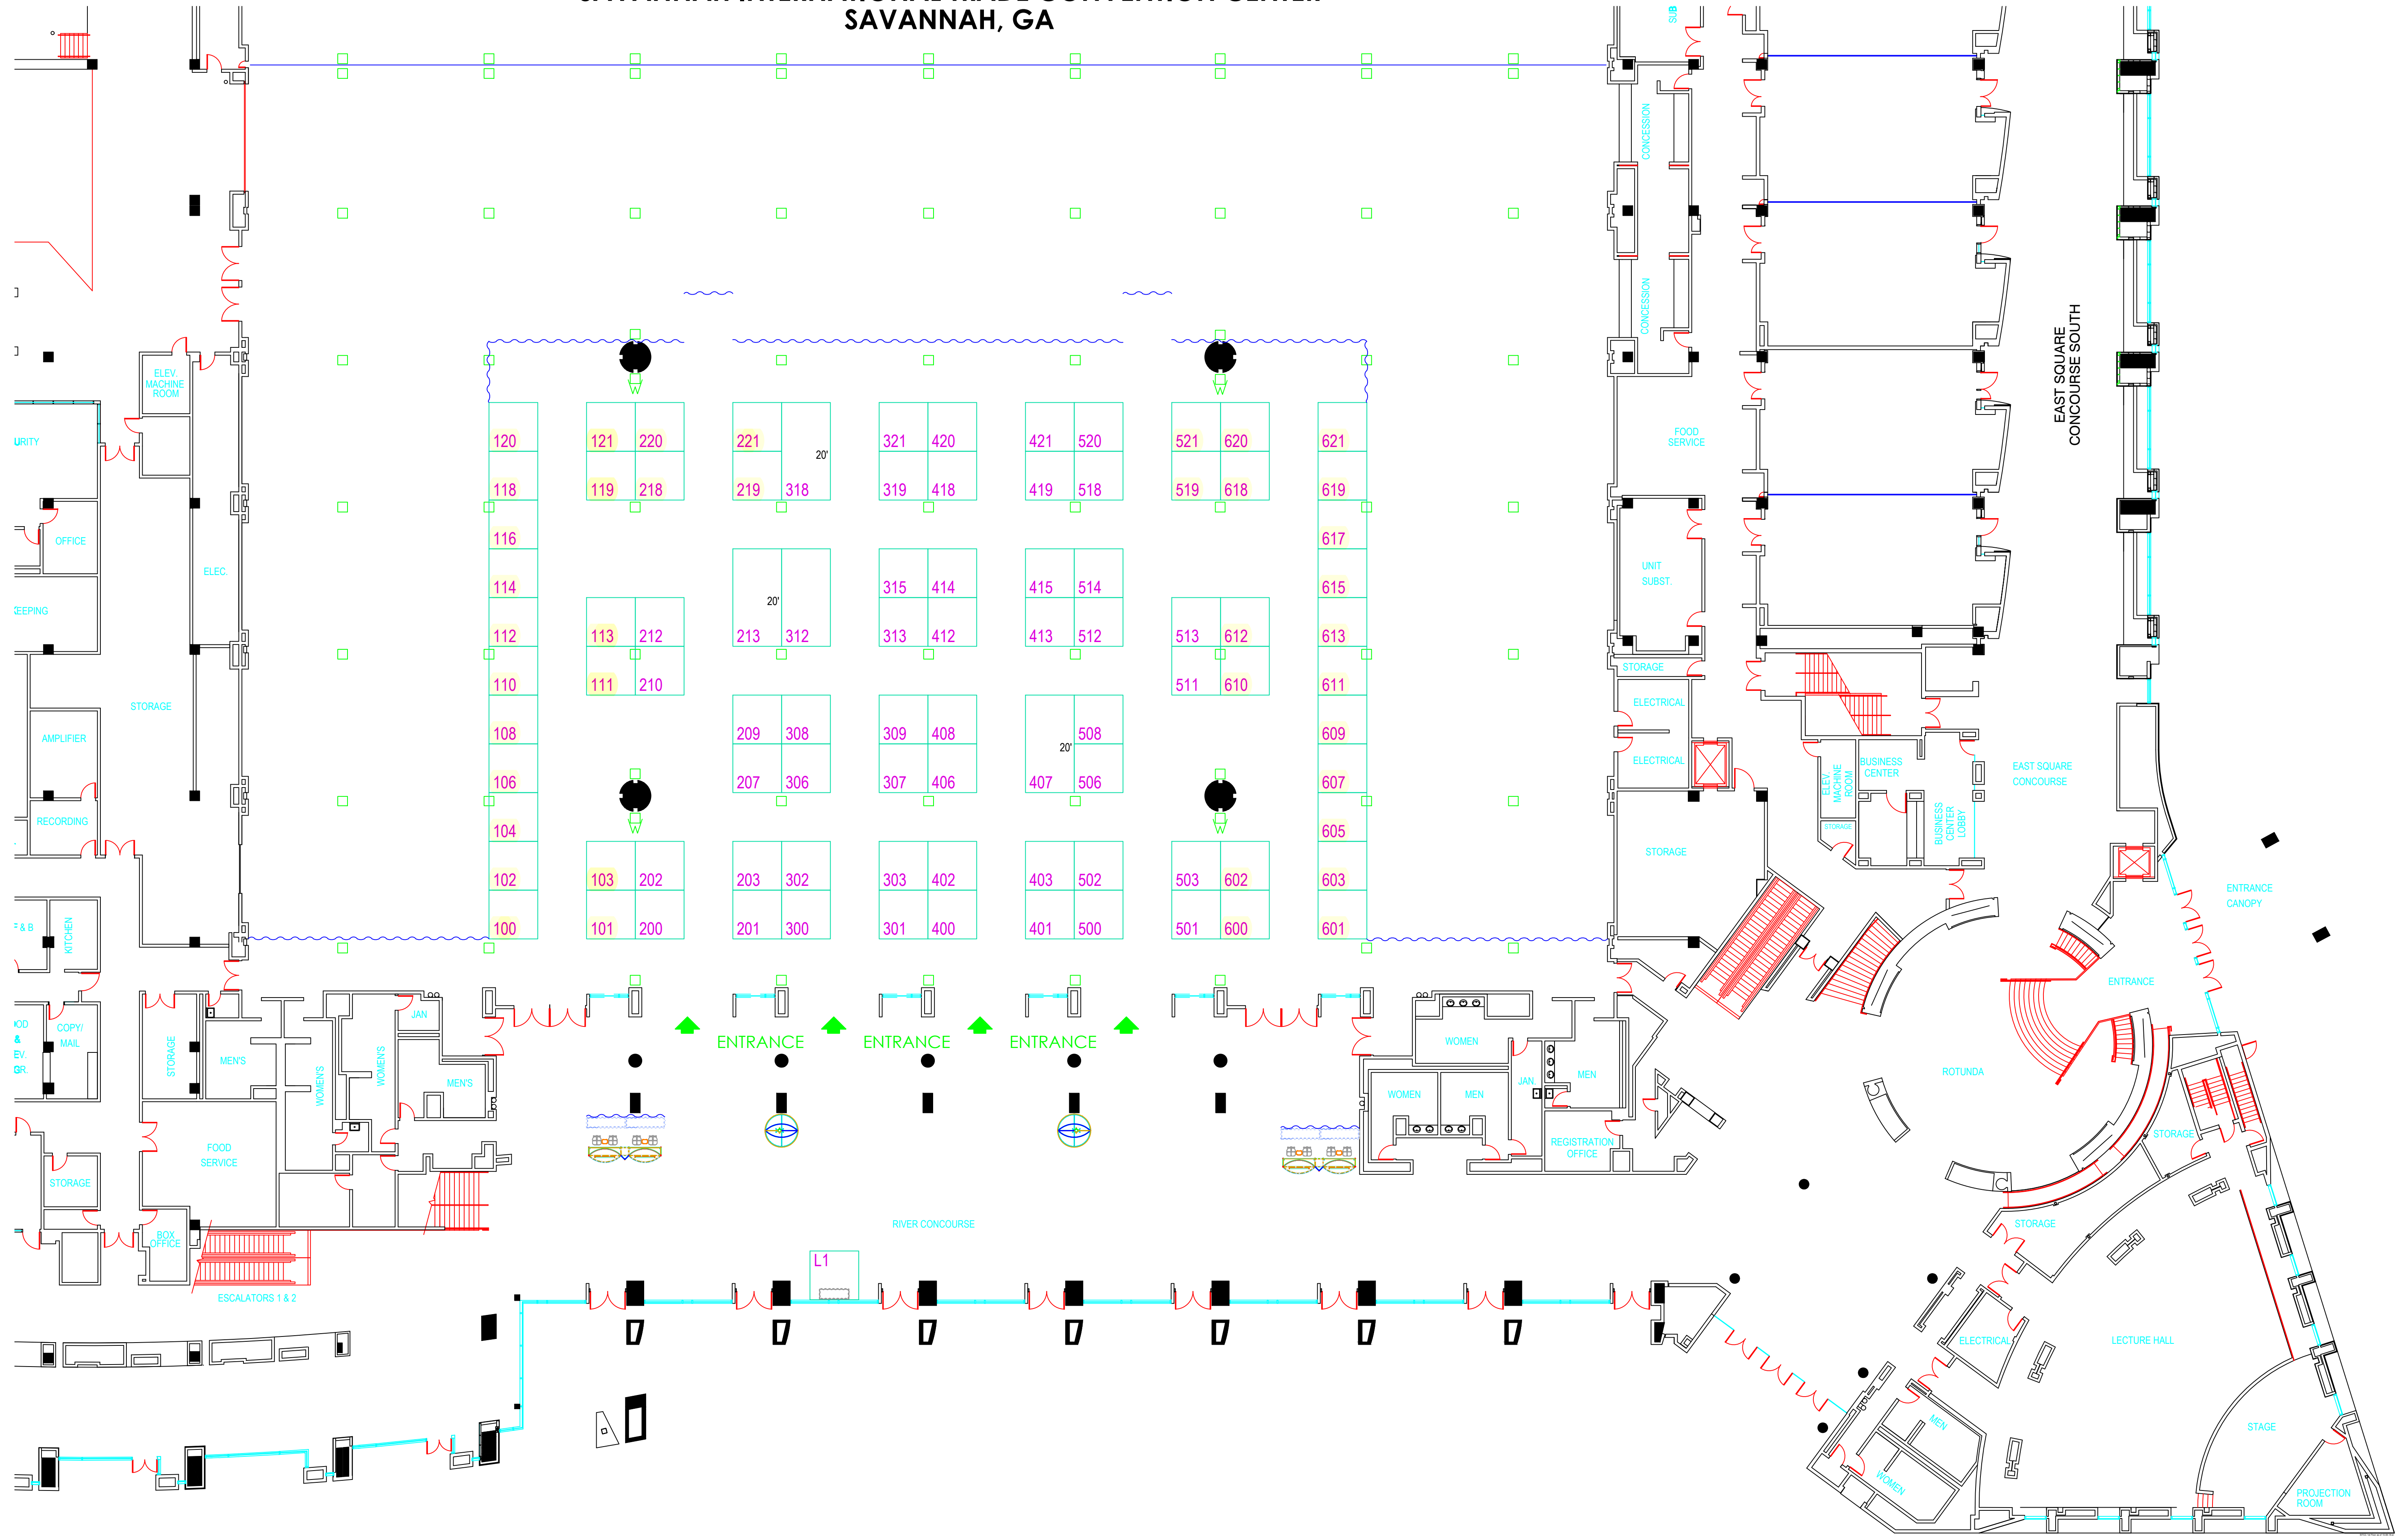 SAVANNAH, GA
SUB
CONCESSION
CONCESSION
EAST SQUARE
CONCOURSE SOUTH
ELEV.
MACHINE
ROOM
URITY
OFFICE
ELEC.
KEEPING
STORAGE
AMPLIFIER
RECORDING
F & B
KITCHEN
120 121 220 221 321 420 421 520 521 620 621
20'
118 119 218 219 318 319 418 419 518 519 618 619
116 617
114 315 414 415 514 615
20'
112 113 212 213 312 313 412 413 512 513 612 613
110 111 210 511 610 611
108 209 308 309 408 508 609
20'
106 207 306 307 406 407 506 607
104 605
102 103 202 203 302 303 402 403 502 503 602 603
100 101 200 201 300 301 400 401 500 501 600 601
FOOD
SERVICE
UNIT
SUBST.
STORAGE
ELECTRICAL
ELECTRICAL
STORAGE
ELEV.
MACHINE
ROOM
BUSINESS
CENTER
STORAGE
BUSINESS
CENTER
LOBBY
EAST SQUARE
CONCOURSE
ENTRANCE
CANOPY
ENTRANCE
ROTUNDA
OOD
&
EV.
GR.
COPY/
MAIL
STORAGE
MEN'S
WOMEN'S
WOMEN'S
JAN
MEN'S
ENTRANCE ENTRANCE ENTRANCE
WOMEN
WOMEN
MEN
JAN.
MEN
REGISTRATION
OFFICE
STORAGE
FOOD
SERVICE
STORAGE
BOX
OFFICE
ESCALATORS 1 & 2
RIVER CONCOURSE
L1
STORAGE
ELECTRICAL
LECTURE HALL
MEN
WOMEN
STAGE
PROJECTION
ROOM